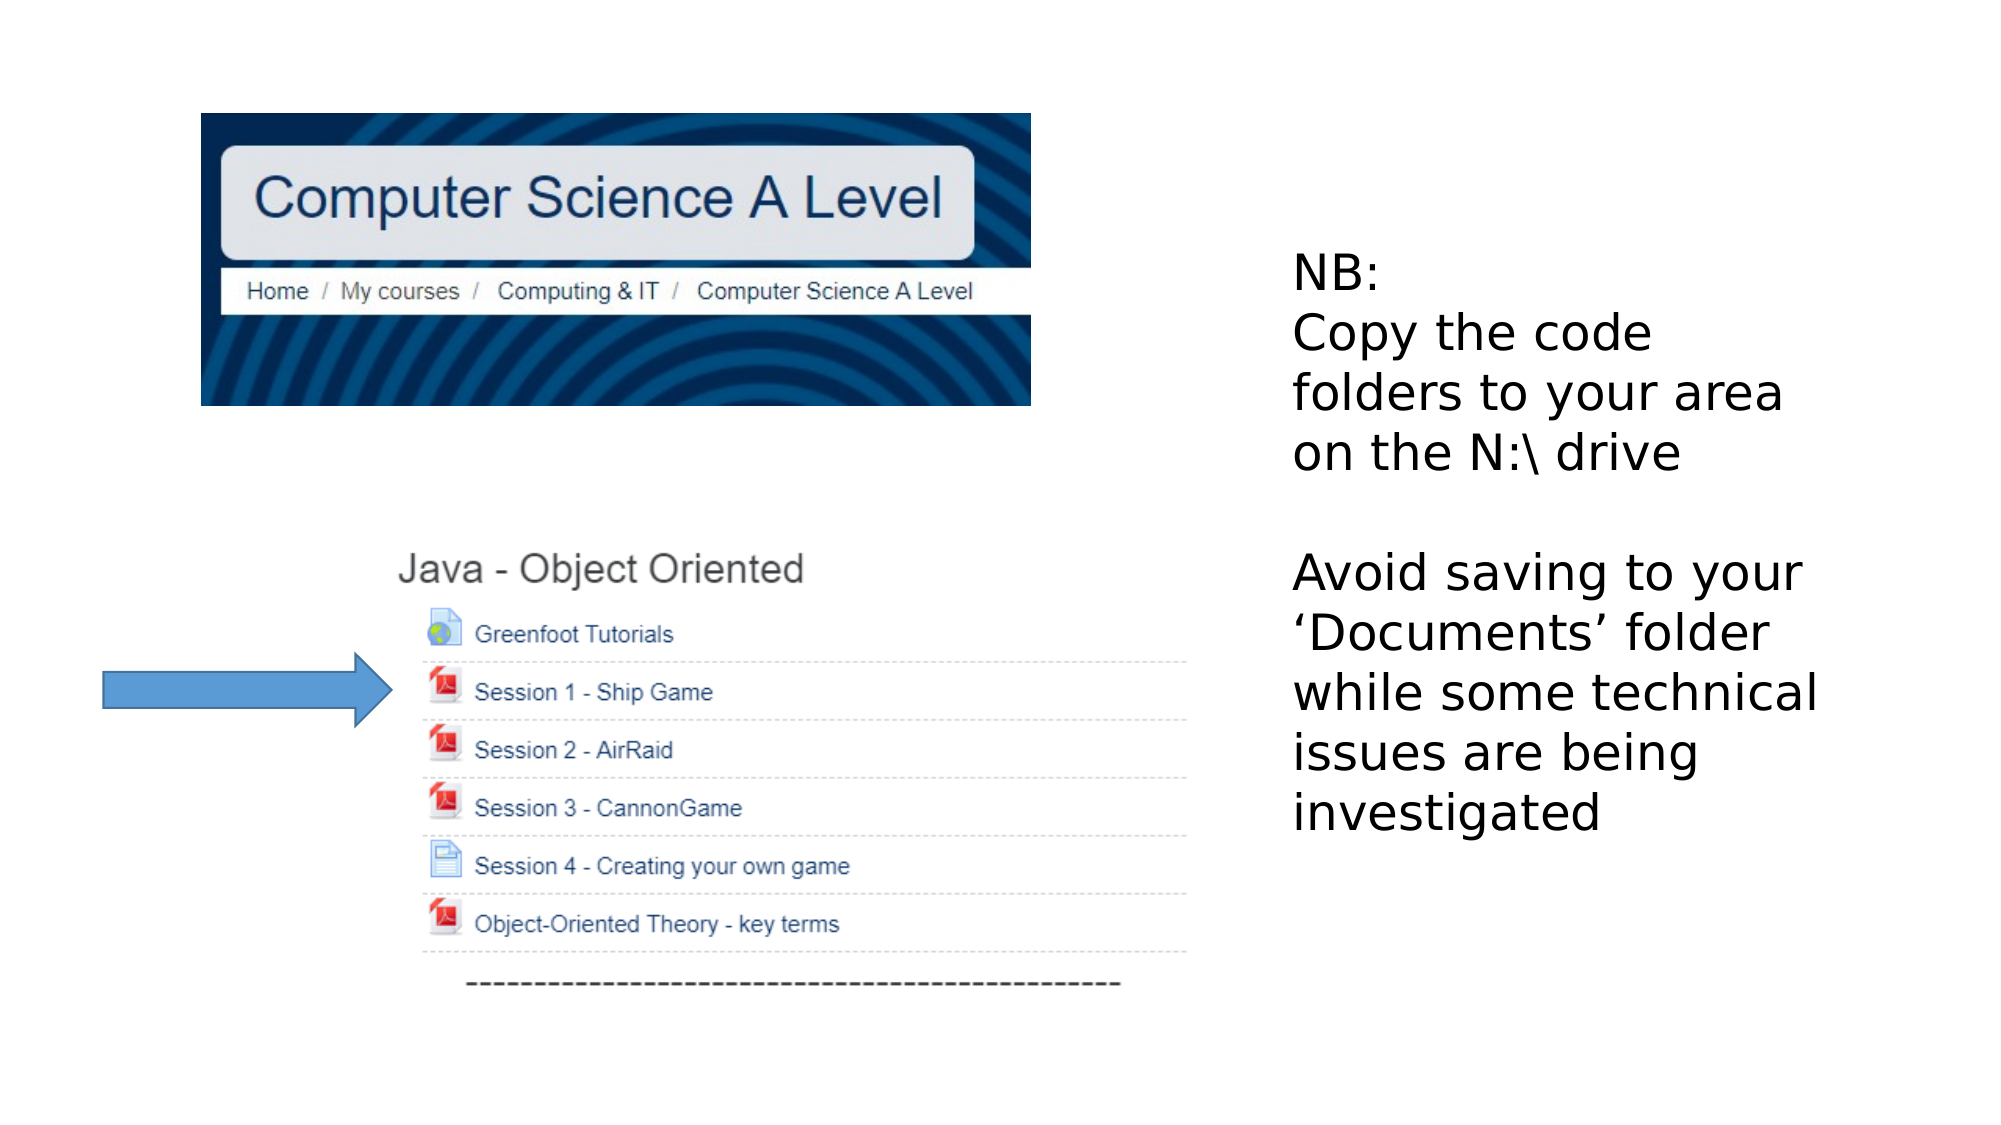 Computer Science A Level
Home / My courses / Computing & IT / Computer Science A Level
Java - Object Oriented
Greenfoot Tutorials
Session 1 - Ship Game
Session 2 - AirRaid
Session 3 - CannonGame
Session 4 - Creating your own game
Object-Oriented Theory - key terms
------------------------------------------------
NB:
Copy the code
folders to your area
on the N:\ drive
Avoid saving to your
‘Documents’ folder
while some technical
issues are being
investigated